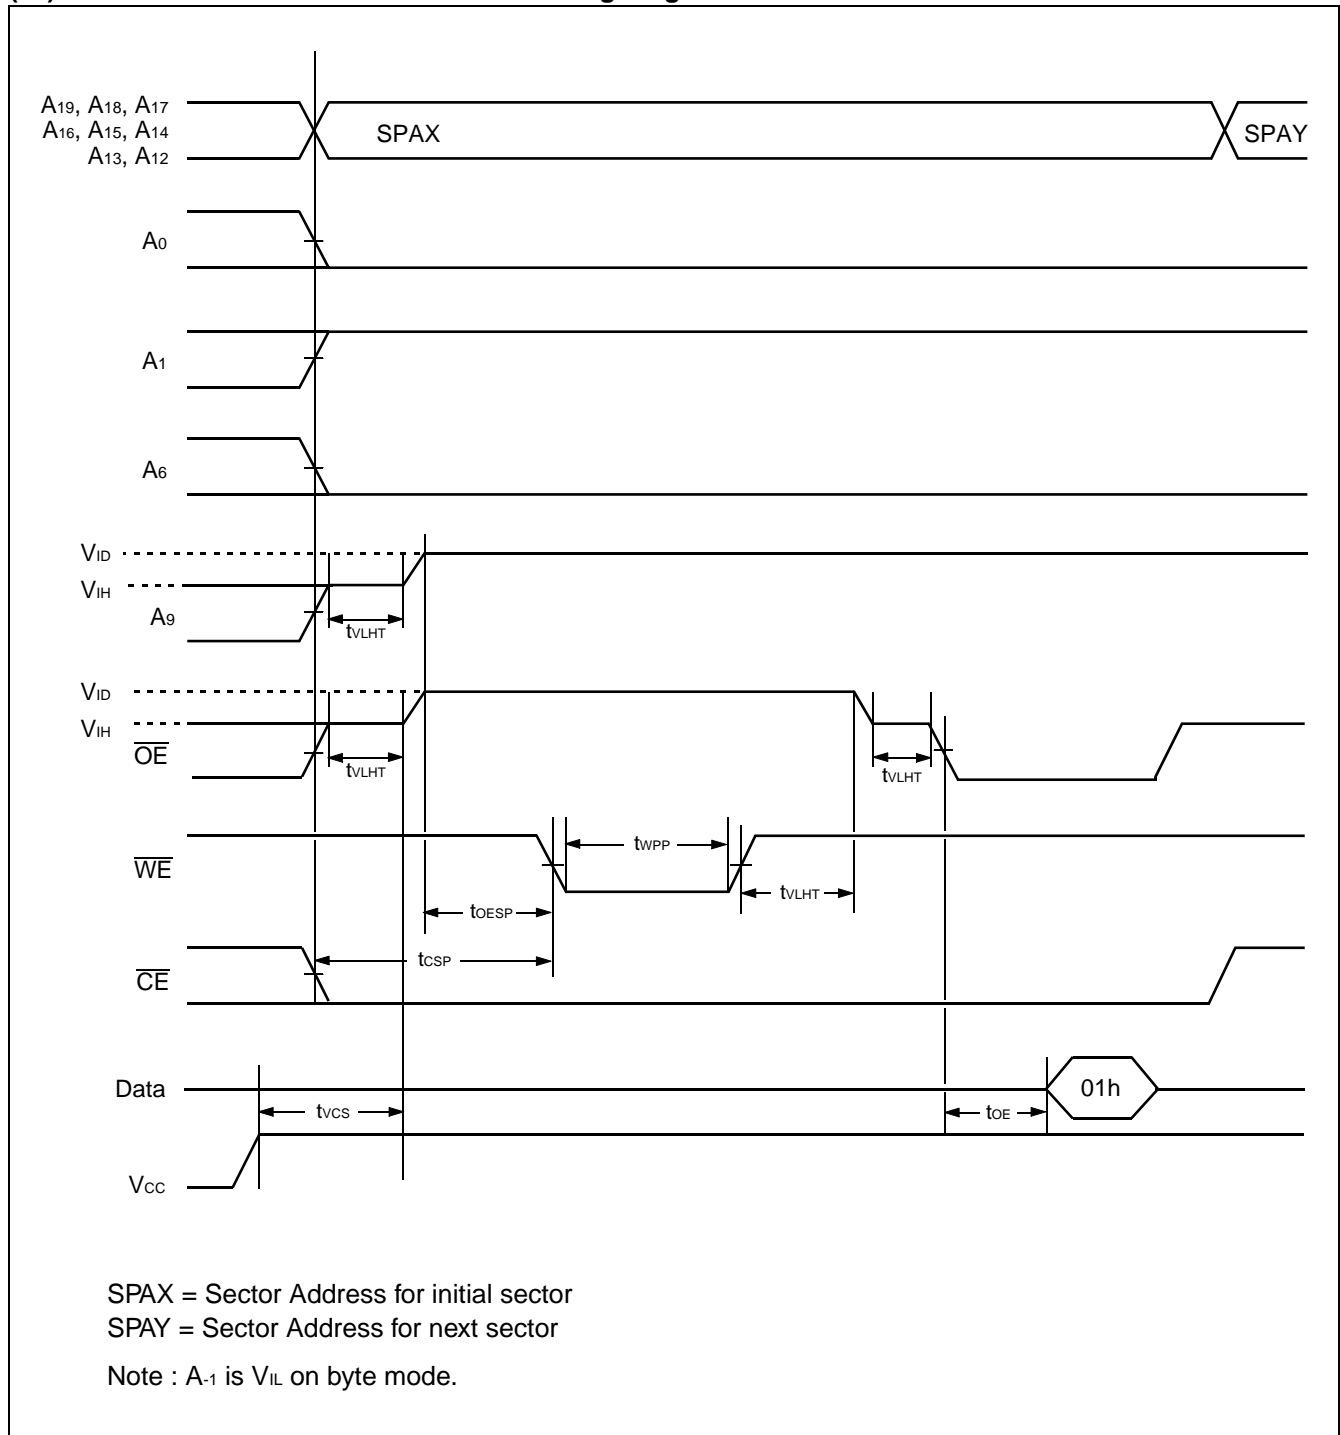 A19, A18, A17
A16, A15, A14
A13, A12
SPAX
SPAY
A0
A1
A6
VID
VIH
A9
tVLHT
VID
VIH
OE
tVLHT
tVLHT
WE
tWPP
tVLHT
tOESP
tCSP
CE
Data
01h
tVCS
tOE
VCC
SPAX = Sector Address for initial sector
SPAY = Sector Address for next sector
Note : A-1 is VIL on byte mode.